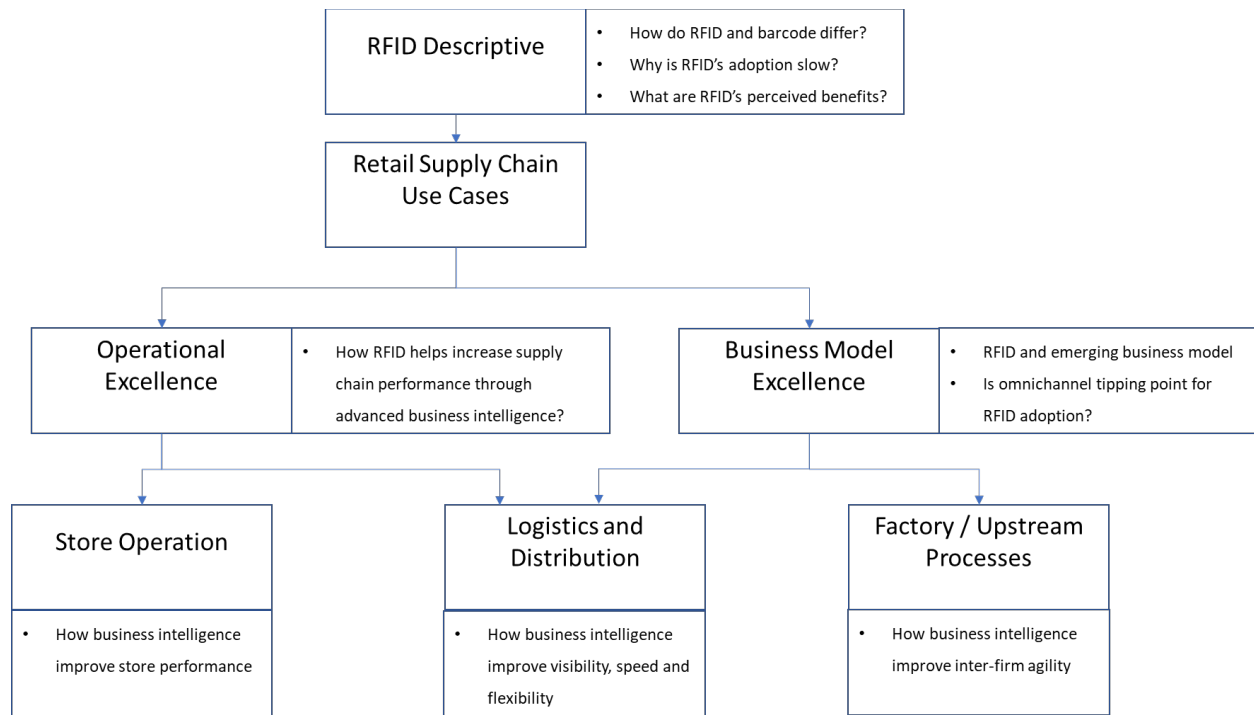 RFID Descriptive
• How do RFID and barcode differ?
• Why is RFID's adoption slow?
• What are RFID's perceived benefits?
Retail Supply Chain
Use Cases
Operational
Excellence
• How RFID helps increase supply
chain performance through
advanced business intelligence?
Business Model
Excellence
• RFID and emerging business model
• Is omnichannel tipping point for
RFID adoption?
Store Operation
• How business intelligence
improve store performance
Logistics and
Distribution
• How business intelligence
improve visibility, speed and
flexibility
Factory / Upstream
Processes
• How business intelligence
improve inter-firm agility